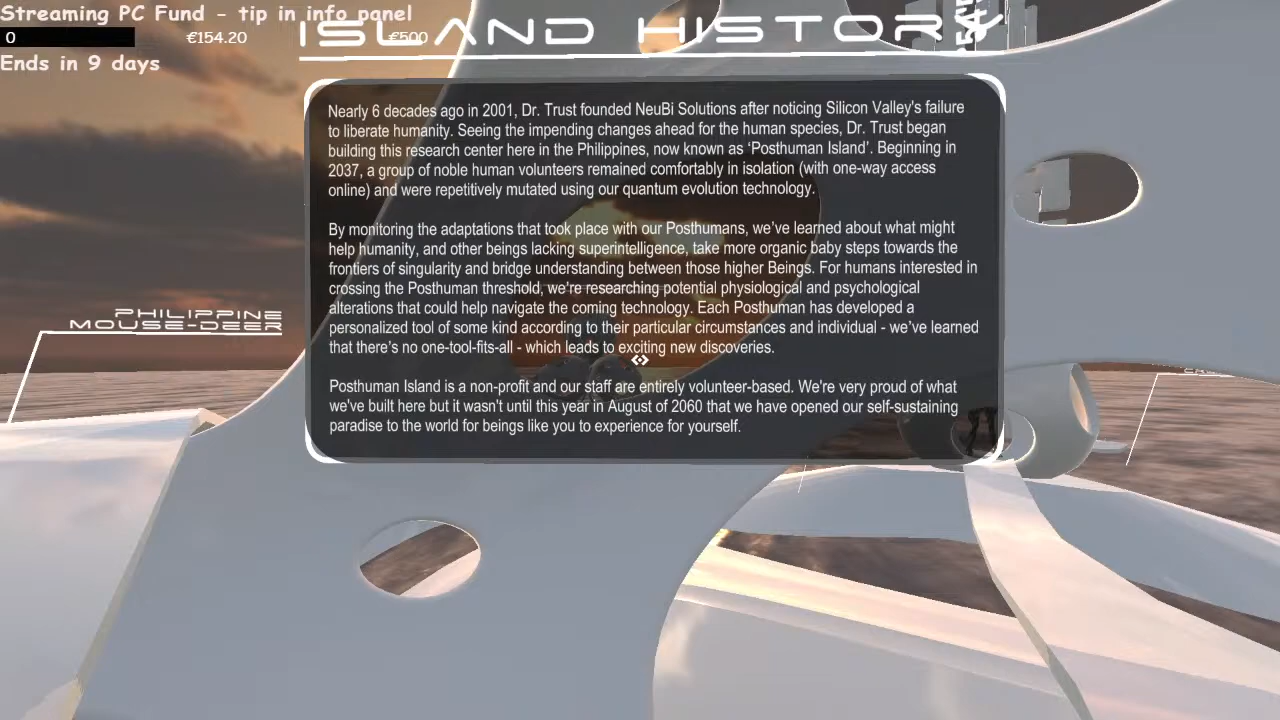 Streaming PC Fund - tip in info panel
0 €154.20 €500
Ends in 9 days
ISLAND HISTORY
Nearly 6 decades ago in 2001, Dr. Trust founded NeuBi Solutions after noticing Silicon Valley's failure
to liberate humanity. Seeing the impending changes ahead for the human species, Dr. Trust began
building this research center here in the Philippines, now known as ‘Posthuman Island’. Beginning in
2037, a group of noble human volunteers remained comfortably in isolation (with one-way access
online) and were repetitively mutated using our quantum evolution technology.
By monitoring the adaptations that took place with our Posthumans, we’ve learned about what might
help humanity, and other beings lacking superintelligence, take more organic baby steps towards the
frontiers of singularity and bridge understanding between those higher Beings. For humans interested in
crossing the Posthuman threshold, we’re researching potential physiological and psychological
alterations that could help navigate the coming technology. Each Posthuman has developed a
personalized tool of some kind according to their particular circumstances and individual - we’ve learned
that there’s no one-tool-fits-all - which leads to exciting new discoveries.
Posthuman Island is a non-profit and our staff are entirely volunteer-based. We're very proud of what
we've built here but it wasn't until this year in August of 2060 that we have opened our self-sustaining
paradise to the world for beings like you to experience for yourself.
PHILIPPINE
MOUSE-DEER